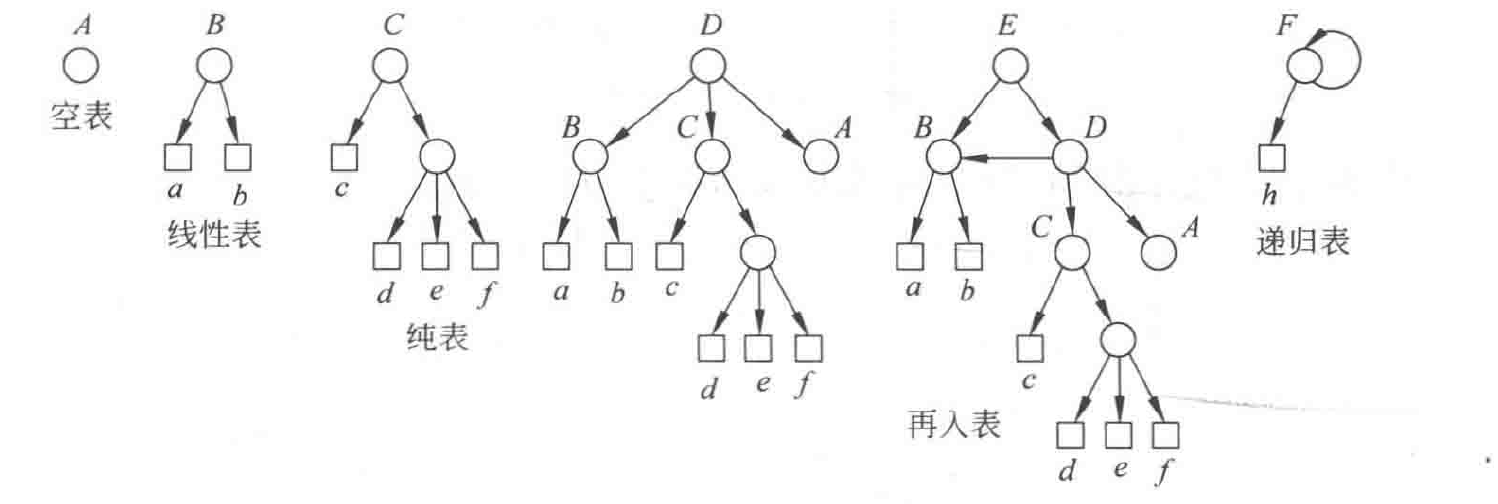 A B C D E F
空表
B C A B D
a b c h
线性表 C A 递归表
d e f a b c a b
纯表
d e f c
再入表
d e f